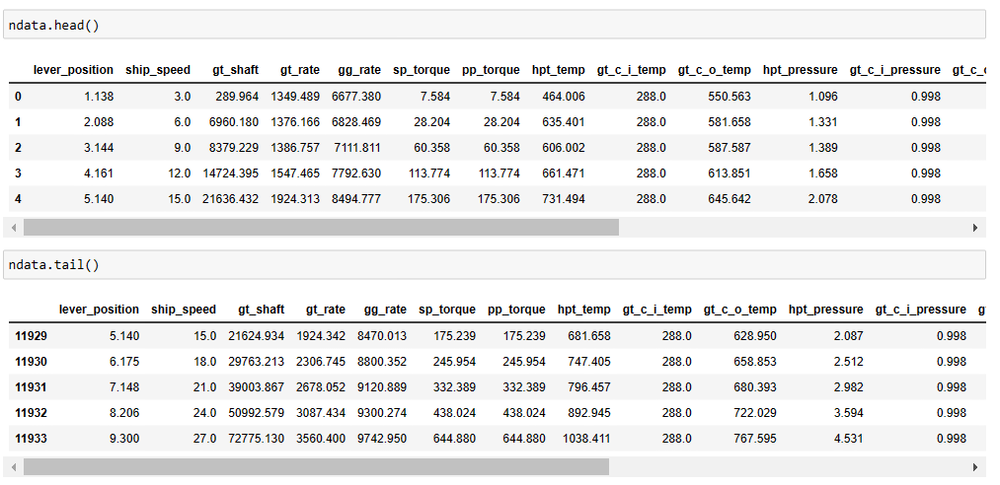 ndata.head()
lever_position ship_speed gt_shaft gt_rate gg_rate sp_torque pp_torque hpt_temp gt_c_i_temp gt_c_o_temp hpt_pressure gt_c_i_pressure gt_c_o
0 1.138 3.0 289.964 1349.489 6677.380 7.584 7.584 464.006 288.0 550.563 1.096 0.998
1 2.088 6.0 6960.180 1376.166 6828.469 28.204 28.204 635.401 288.0 581.658 1.331 0.998
2 3.144 9.0 8379.229 1386.757 7111.811 60.358 60.358 606.002 288.0 587.587 1.389 0.998
3 4.161 12.0 14724.395 1547.465 7792.630 113.774 113.774 661.471 288.0 613.851 1.658 0.998
4 5.140 15.0 21636.432 1924.313 8494.777 175.306 175.306 731.494 288.0 645.642 2.078 0.998
ndata.tail()
lever_position ship_speed gt_shaft gt_rate gg_rate sp_torque pp_torque hpt_temp gt_c_i_temp gt_c_o_temp hpt_pressure gt_c_i_pressure g
11929 5.140 15.0 21624.934 1924.342 8470.013 175.239 175.239 681.658 288.0 628.950 2.087 0.998
11930 6.175 18.0 29763.213 2306.745 8800.352 245.954 245.954 747.405 288.0 658.853 2.512 0.998
11931 7.148 21.0 39003.867 2678.052 9120.889 332.389 332.389 796.457 288.0 680.393 2.982 0.998
11932 8.206 24.0 50992.579 3087.434 9300.274 438.024 438.024 892.945 288.0 722.029 3.594 0.998
11933 9.300 27.0 72775.130 3560.400 9742.950 644.880 644.880 1038.411 288.0 767.595 4.531 0.998